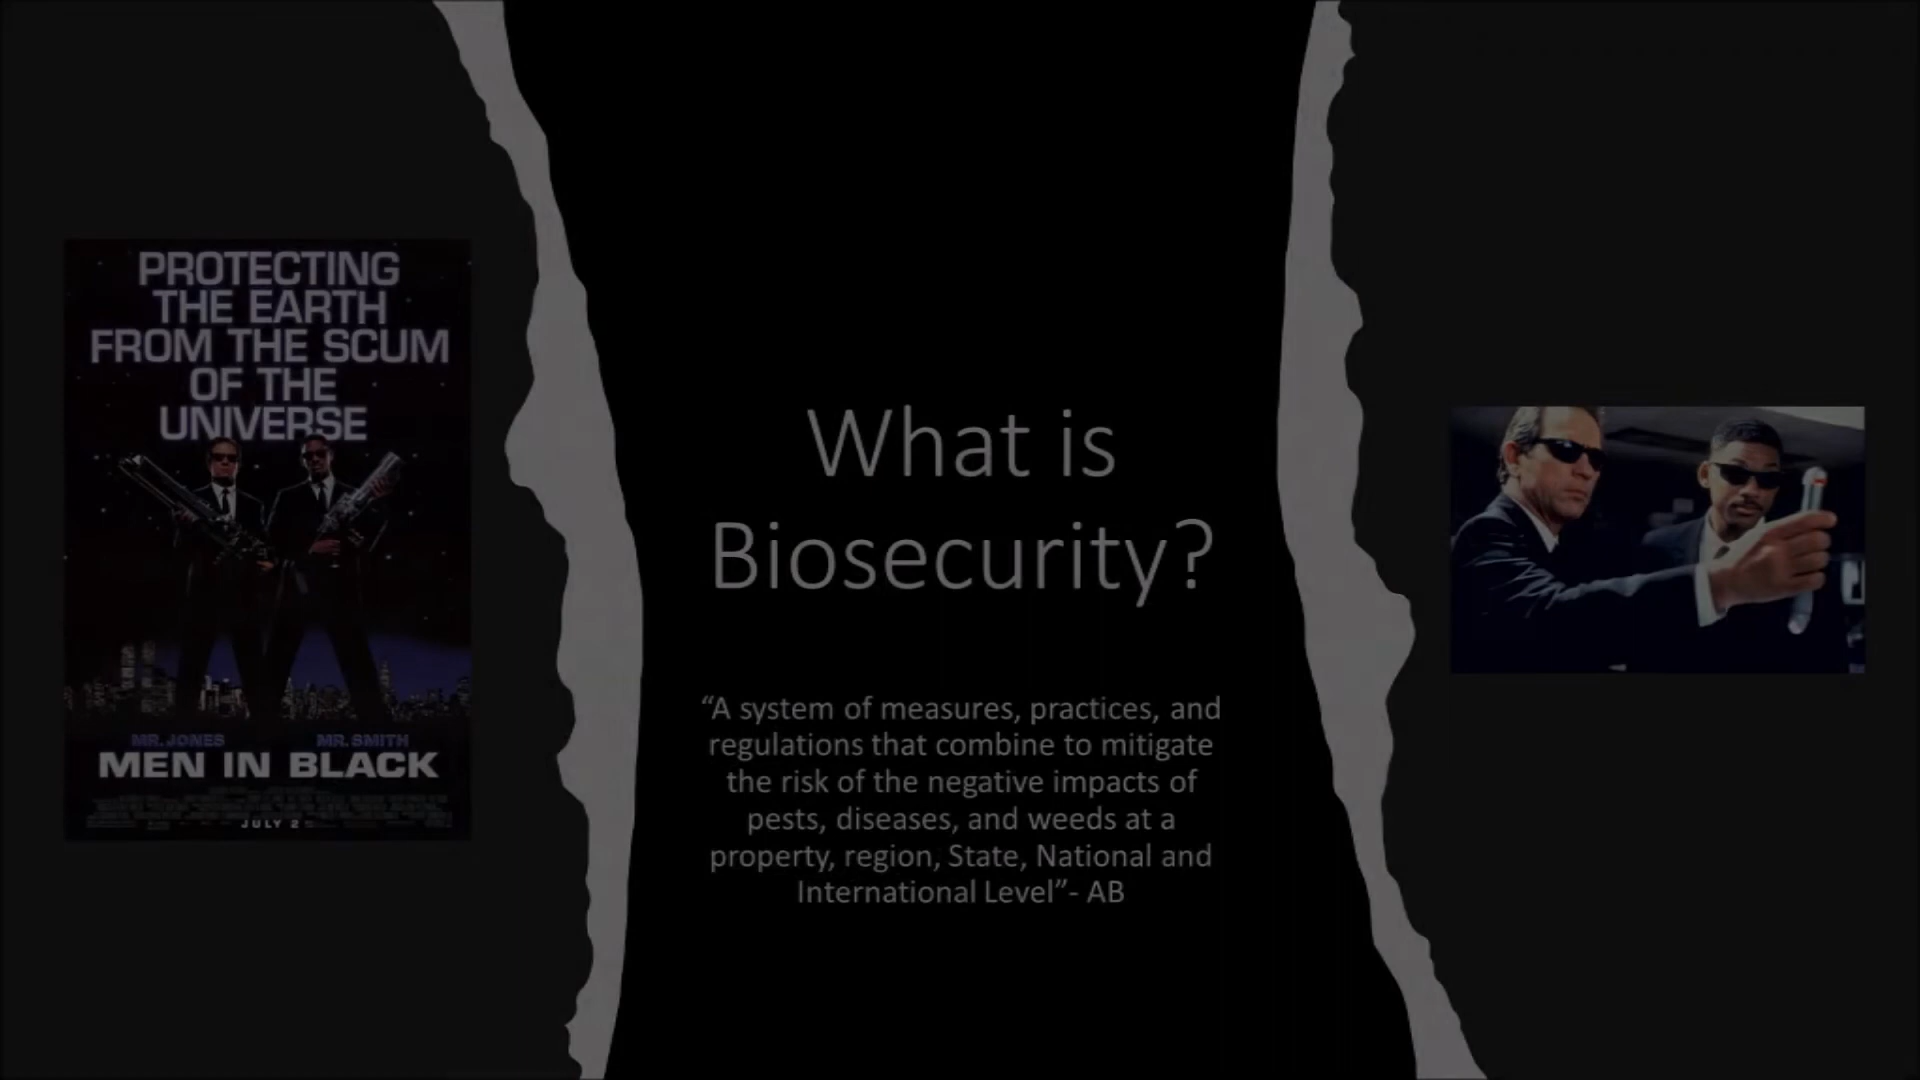 PROTECTING
THE EARTH
FROM THE SCUM
OF THE
UNIVERSE
MR. JONES
MR. SMITH
MEN IN BLACK
JULY 2
What is
Biosecurity?
“A system of measures, practices, and
regulations that combine to mitigate
the risk of the negative impacts of
pests, diseases, and weeds at a
property, region, State, National and
International Level”- AB